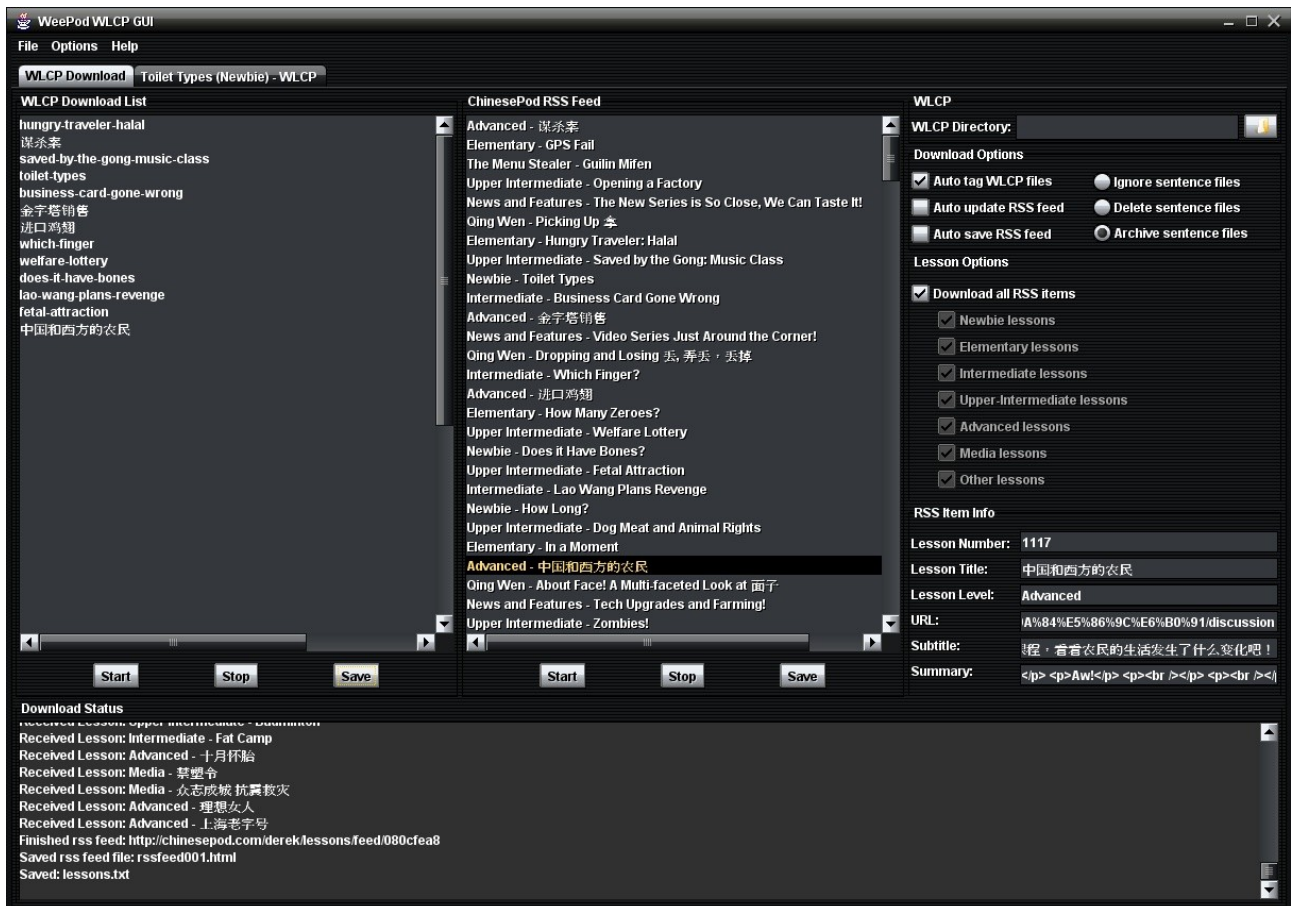 WeePod WLCP GUI
File Options Help
WLCP Download
Toilet Types (Newbie) - WLCP
WLCP Download List
hungry-traveler-halal
谋杀案
saved-by-the-gong-music-class
toilet-types
business-card-gone-wrong
金字塔销售
进口鸡翅
which-finger
welfare-lottery
does-it-have-bones
lao-wang-plans-revenge
fetal-attraction
中国和西方的农民
Start Stop Save
ChinesePod RSS Feed
Advanced - 谋杀案
Elementary - GPS Fail
The Menu Stealer - Guilin Mifen
Upper Intermediate - Opening a Factory
News and Features - The New Series is So Close, We Can Taste It!
Qing Wen - Picking Up 拿
Elementary - Hungry Traveler: Halal
Upper Intermediate - Saved by the Gong: Music Class
Newbie - Toilet Types
Intermediate - Business Card Gone Wrong
Advanced - 金字塔销售
News and Features - Video Series Just Around the Corner!
Qing Wen - Dropping and Losing 丢, 弄丢，丢掉
Intermediate - Which Finger?
Advanced - 进口鸡翅
Elementary - How Many Zeroes?
Upper Intermediate - Welfare Lottery
Newbie - Does it Have Bones?
Upper Intermediate - Fetal Attraction
Intermediate - Lao Wang Plans Revenge
Newbie - How Long?
Upper Intermediate - Dog Meat and Animal Rights
Elementary - In a Moment
Advanced - 中国和西方的农民
Qing Wen - About Face! A Multi-faceted Look at 面子
News and Features - Tech Upgrades and Farming!
Upper Intermediate - Zombies!
Start Stop Save
WLCP
WLCP Directory:
Download Options
Auto tag WLCP files
Ignore sentence files
Auto update RSS feed
Delete sentence files
Auto save RSS feed
Archive sentence files
Lesson Options
Download all RSS items
Newbie lessons
Elementary lessons
Intermediate lessons
Upper-Intermediate lessons
Advanced lessons
Media lessons
Other lessons
RSS Item Info
Lesson Number: 1117
Lesson Title: 中国和西方的农民
Lesson Level: Advanced
URL: A%84%E5%86%9C%E6%B0%91/discussion
Subtitle: 程，看看农民的生活发生了什么变化吧！
Summary: </p> <p>Aw!</p> <p><br /></p> <p><br /></
Download Status
Received Lesson: Upper Intermediate - Badminton
Received Lesson: Intermediate - Fat Camp
Received Lesson: Advanced - 十月怀胎
Received Lesson: Media - 禁塑令
Received Lesson: Media - 众志成城 抗震救灾
Received Lesson: Advanced - 理想女人
Received Lesson: Advanced - 上海老字号
Finished rss feed: http://chinesepod.com/derek/lessons/feed/080cfea8
Saved rss feed file: rssfeed001.html
Saved: lessons.txt